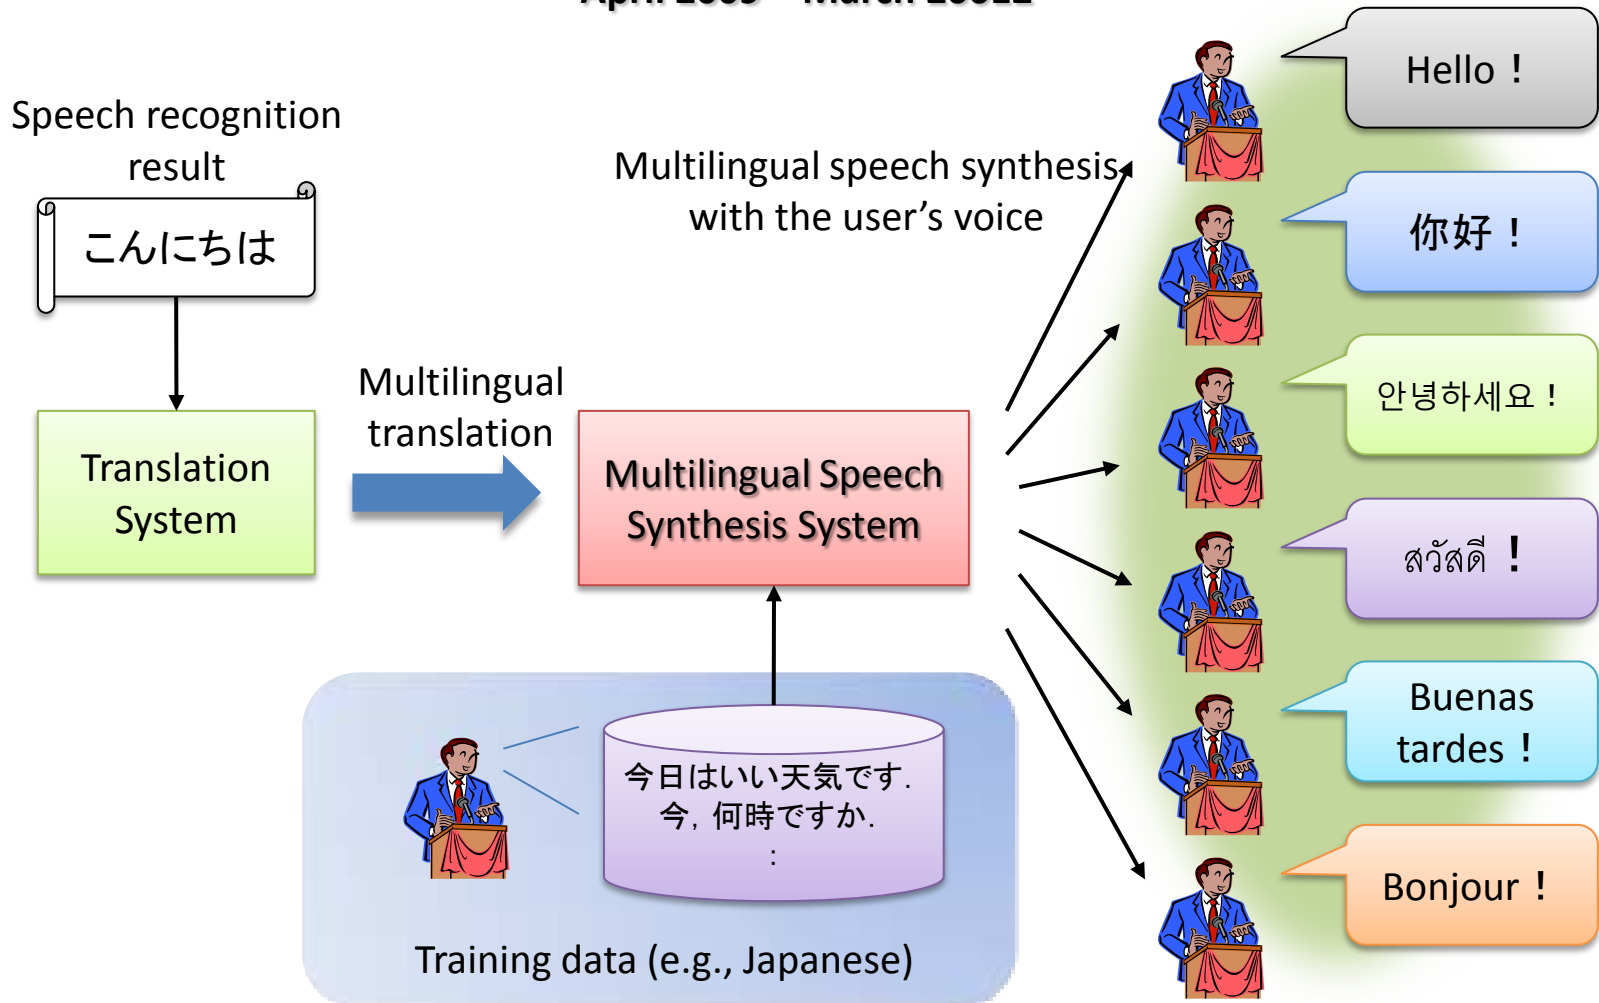 Speech recognition
result
こんにちは
Translation
System
Multilingual
translation
Multilingual speech synthesis
with the user’s voice
Multilingual Speech
Synthesis System
今日はいい天気です.
今, 何時ですか.
:
Training data (e.g., Japanese)
Hello！
你好！
안녕하세요！
สวัสดี！
Buenas
tardes！
Bonjour！